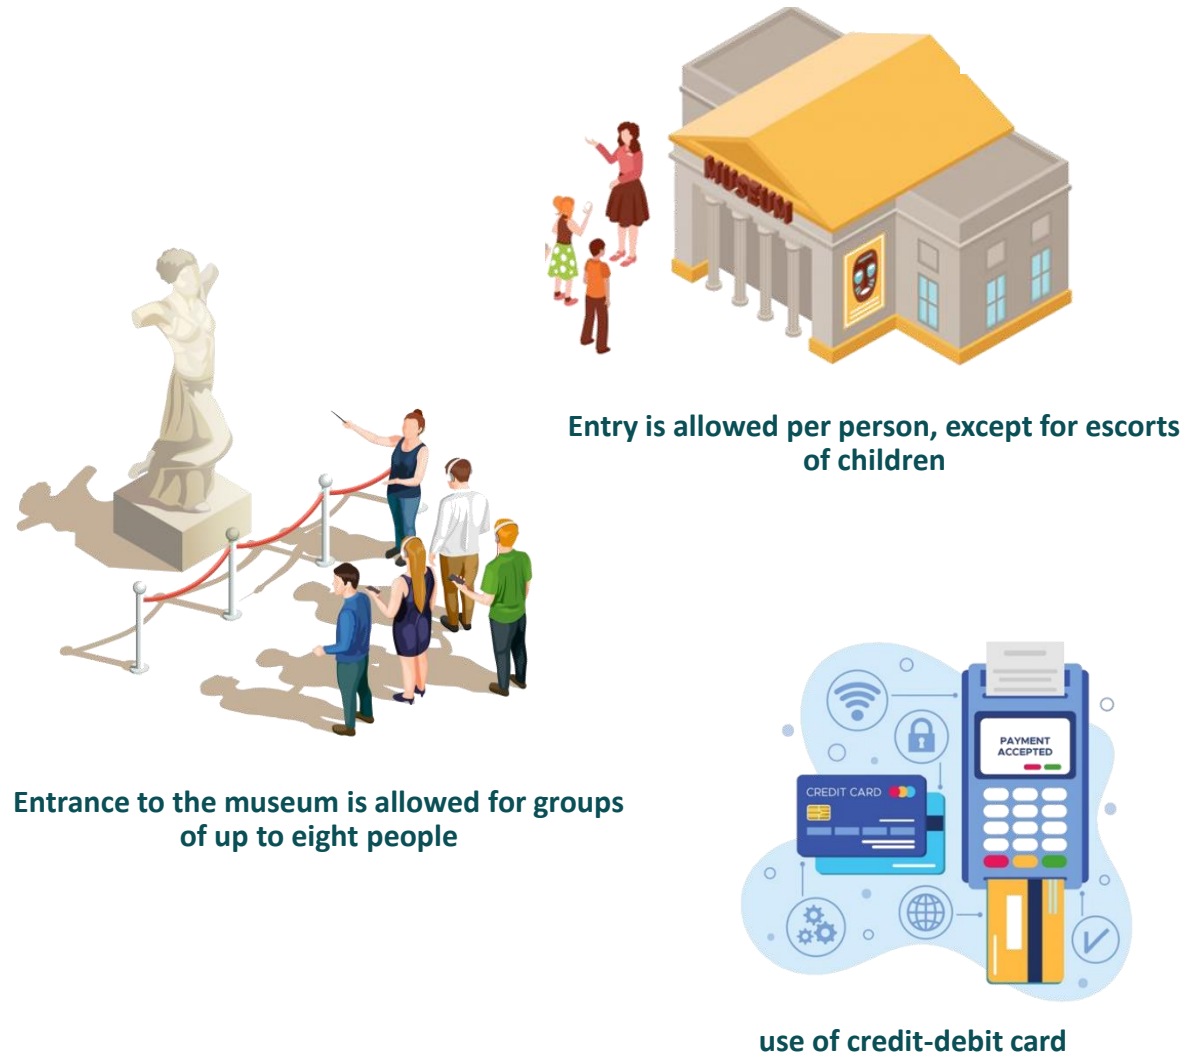 MUSEUM
Entry is allowed per person, except for escorts
of children
Entrance to the museum is allowed for groups
of up to eight people
PAYMENT
ACCEPTED
CREDIT CARD
use of credit-debit card